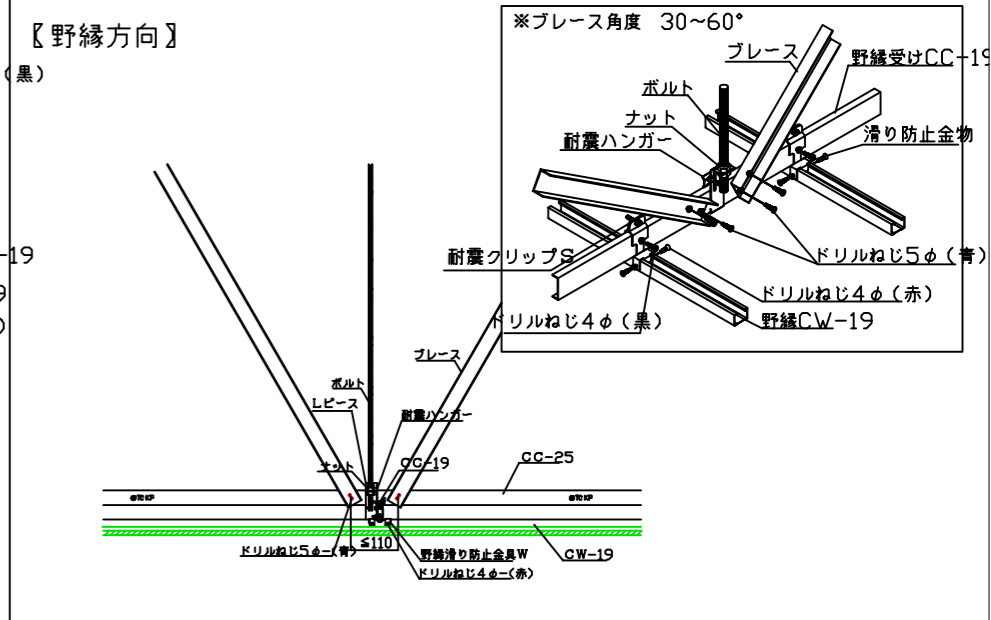 【野縁方向】
(黒)
-19
9
)
※ブレース角度 30~60°
ブレース
野縁受けCC-19
ボルト
ナット
耐震ハンガー
滑り防止金物
耐震クリップS
ドリルねじ5φ(青)
ドリルねじ4φ(赤)
ドリルねじ4φ(黒)
野縁CW-19
ブレース
ボルト
Lピース
耐震ハンガー
ナット
CC-19
CC-25
ドリルねじ5φ-(青)
≤110
野縁滑り防止金具W
CW-19
ドリルねじ4φ-(赤)